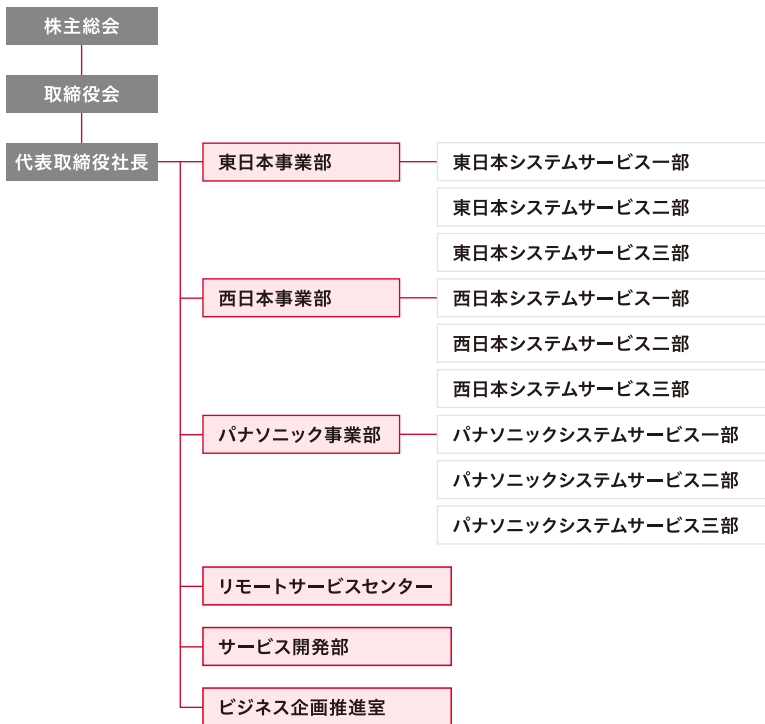 株主総会
取締役会
代表取締役社長
東日本事業部
東日本システムサービス一部
東日本システムサービス二部
東日本システムサービス三部
西日本事業部
西日本システムサービス一部
西日本システムサービス二部
西日本システムサービス三部
パナソニック事業部
パナソニックシステムサービス一部
パナソニックシステムサービス二部
パナソニックシステムサービス三部
リモートサービスセンター
サービス開発部
ビジネス企画推進室